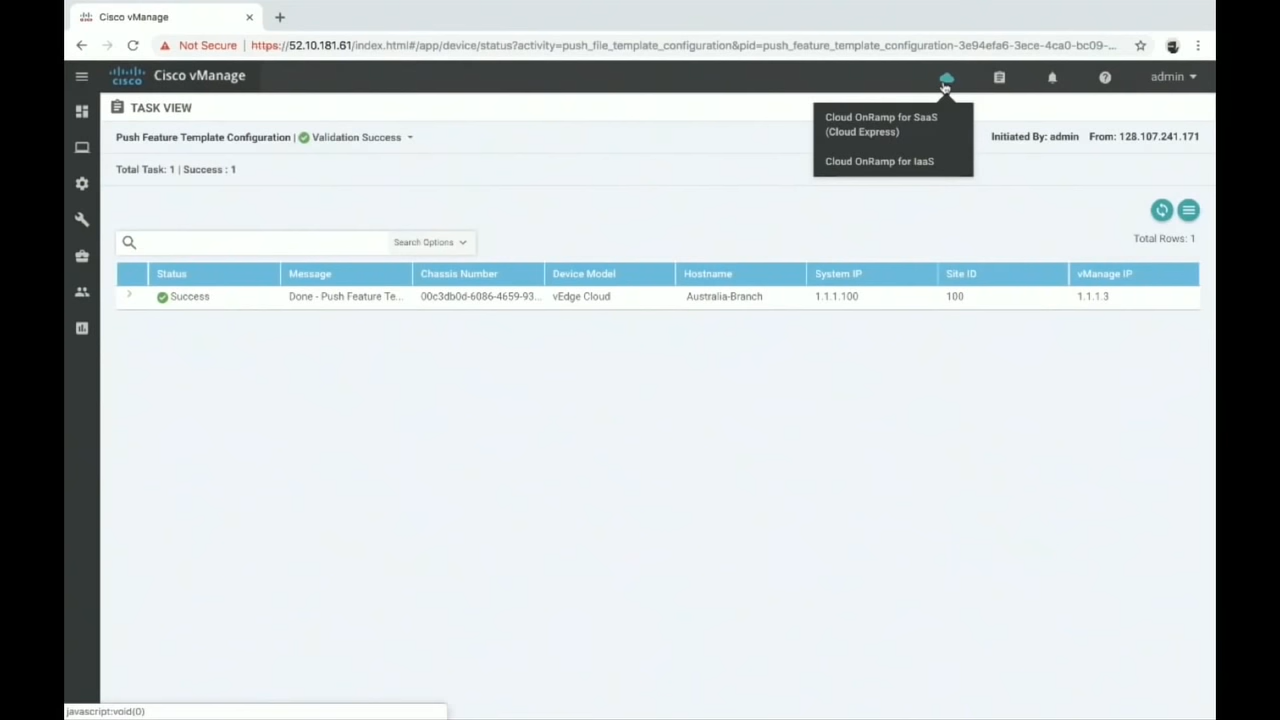 Cisco vManage
Not Secure | https://52.10.181.61/index.html#/app/device/status?activity=push_file_template_configuration&pid=push_feature_template_configuration-3e94efa6-3ece-4ca0-bc09-...
CISCO Cisco vManage
admin
TASK VIEW
Cloud OnRamp for SaaS
(Cloud Express)
Cloud OnRamp for IaaS
Push Feature Template Configuration | Validation Success
Initiated By: admin From: 128.107.241.171
Total Task: 1 | Success : 1
Total Rows: 1
Search Options
Status Message Chassis Number Device Model Hostname System IP Site ID vManage IP
Success Done - Push Feature Te... 00c3db0d-6086-4659-93... vEdge Cloud Australia-Branch 1.1.1.100 100 1.1.1.3
javascript:void(0)